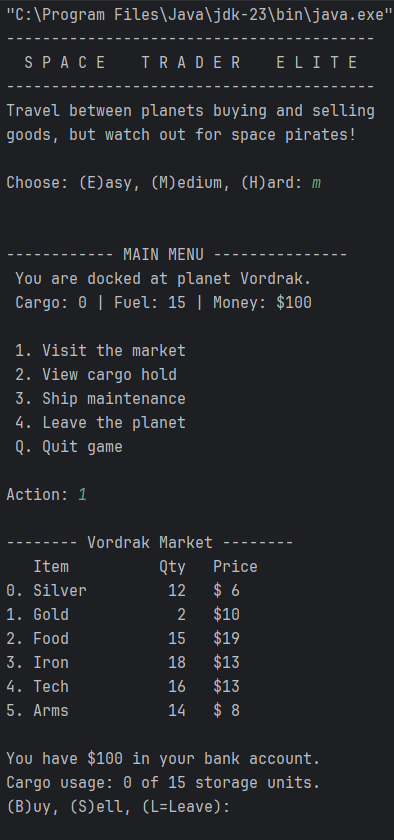 "C:\Program Files\Java\jdk-23\bin\java.exe"
-----------------------------------------
  S P A C E    T R A D E R    E L I T E
-----------------------------------------
Travel between planets buying and selling
goods, but watch out for space pirates!

Choose: (E)asy, (M)edium, (H)ard: m


------------ MAIN MENU ---------------
 You are docked at planet Vordrak.
 Cargo: 0 | Fuel: 15 | Money: $100

 1. Visit the market
 2. View cargo hold
 3. Ship maintenance
 4. Leave the planet
 Q. Quit game

Action: 1

-------- Vordrak Market --------
   Item          Qty   Price
0. Silver         12   $ 6
1. Gold            2   $10
2. Food           15   $19
3. Iron           18   $13
4. Tech           16   $13
5. Arms           14   $ 8

You have $100 in your bank account.
Cargo usage: 0 of 15 storage units.
(B)uy, (S)ell, (L=Leave):